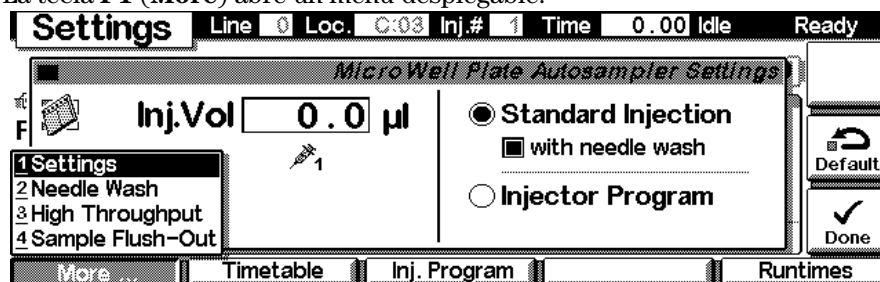 La tecla F1 (More) abre un menú desplegable:
Settings Line 0 Loc. C:03 Inj.# 1 Time 0.00 Idle Ready
MicroWell Plate Autosampler Settings
F Inj.Vol 0.0 µl Standard Injection
with needle wash
1 Settings 1 Default
2 Needle Wash
3 High Throughput Injector Program
4 Sample Flush-Out Done
More Timetable Inj. Program Runtimes